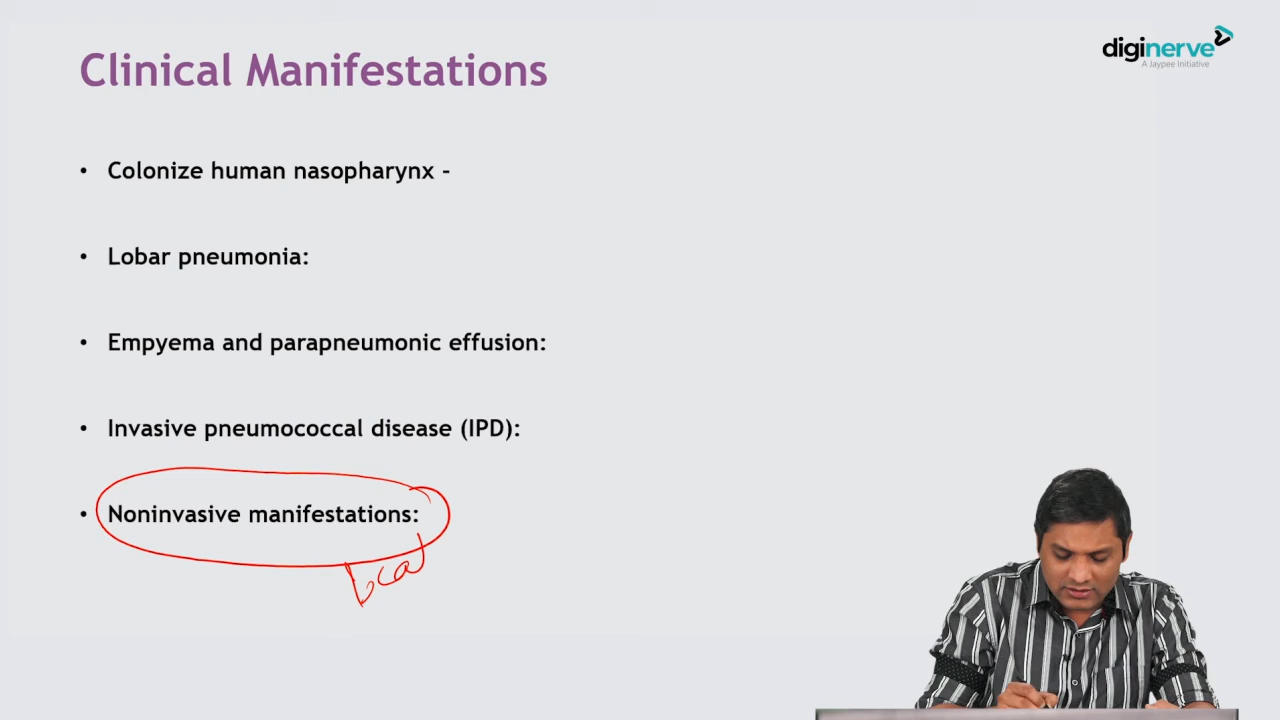 Clinical Manifestations
diginerve
A Jaypee Initiative
• Colonize human nasopharynx -
• Lobar pneumonia:
• Empyema and parapneumonic effusion:
• Invasive pneumococcal disease (IPD):
• Noninvasive manifestations:
local